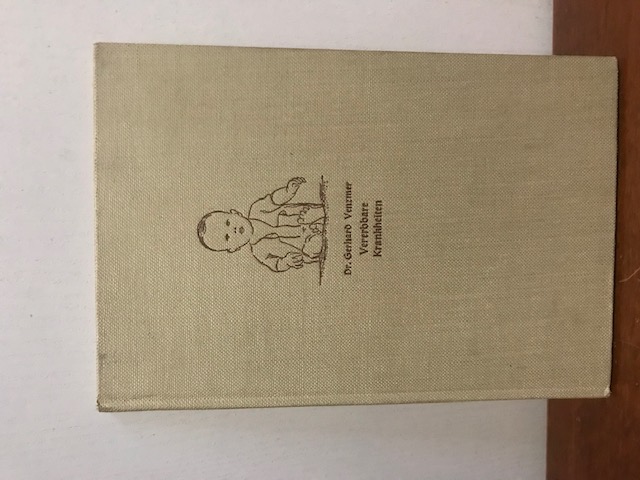 Dr. Gerhard Venzmer
Vererbbare
Krankheiten